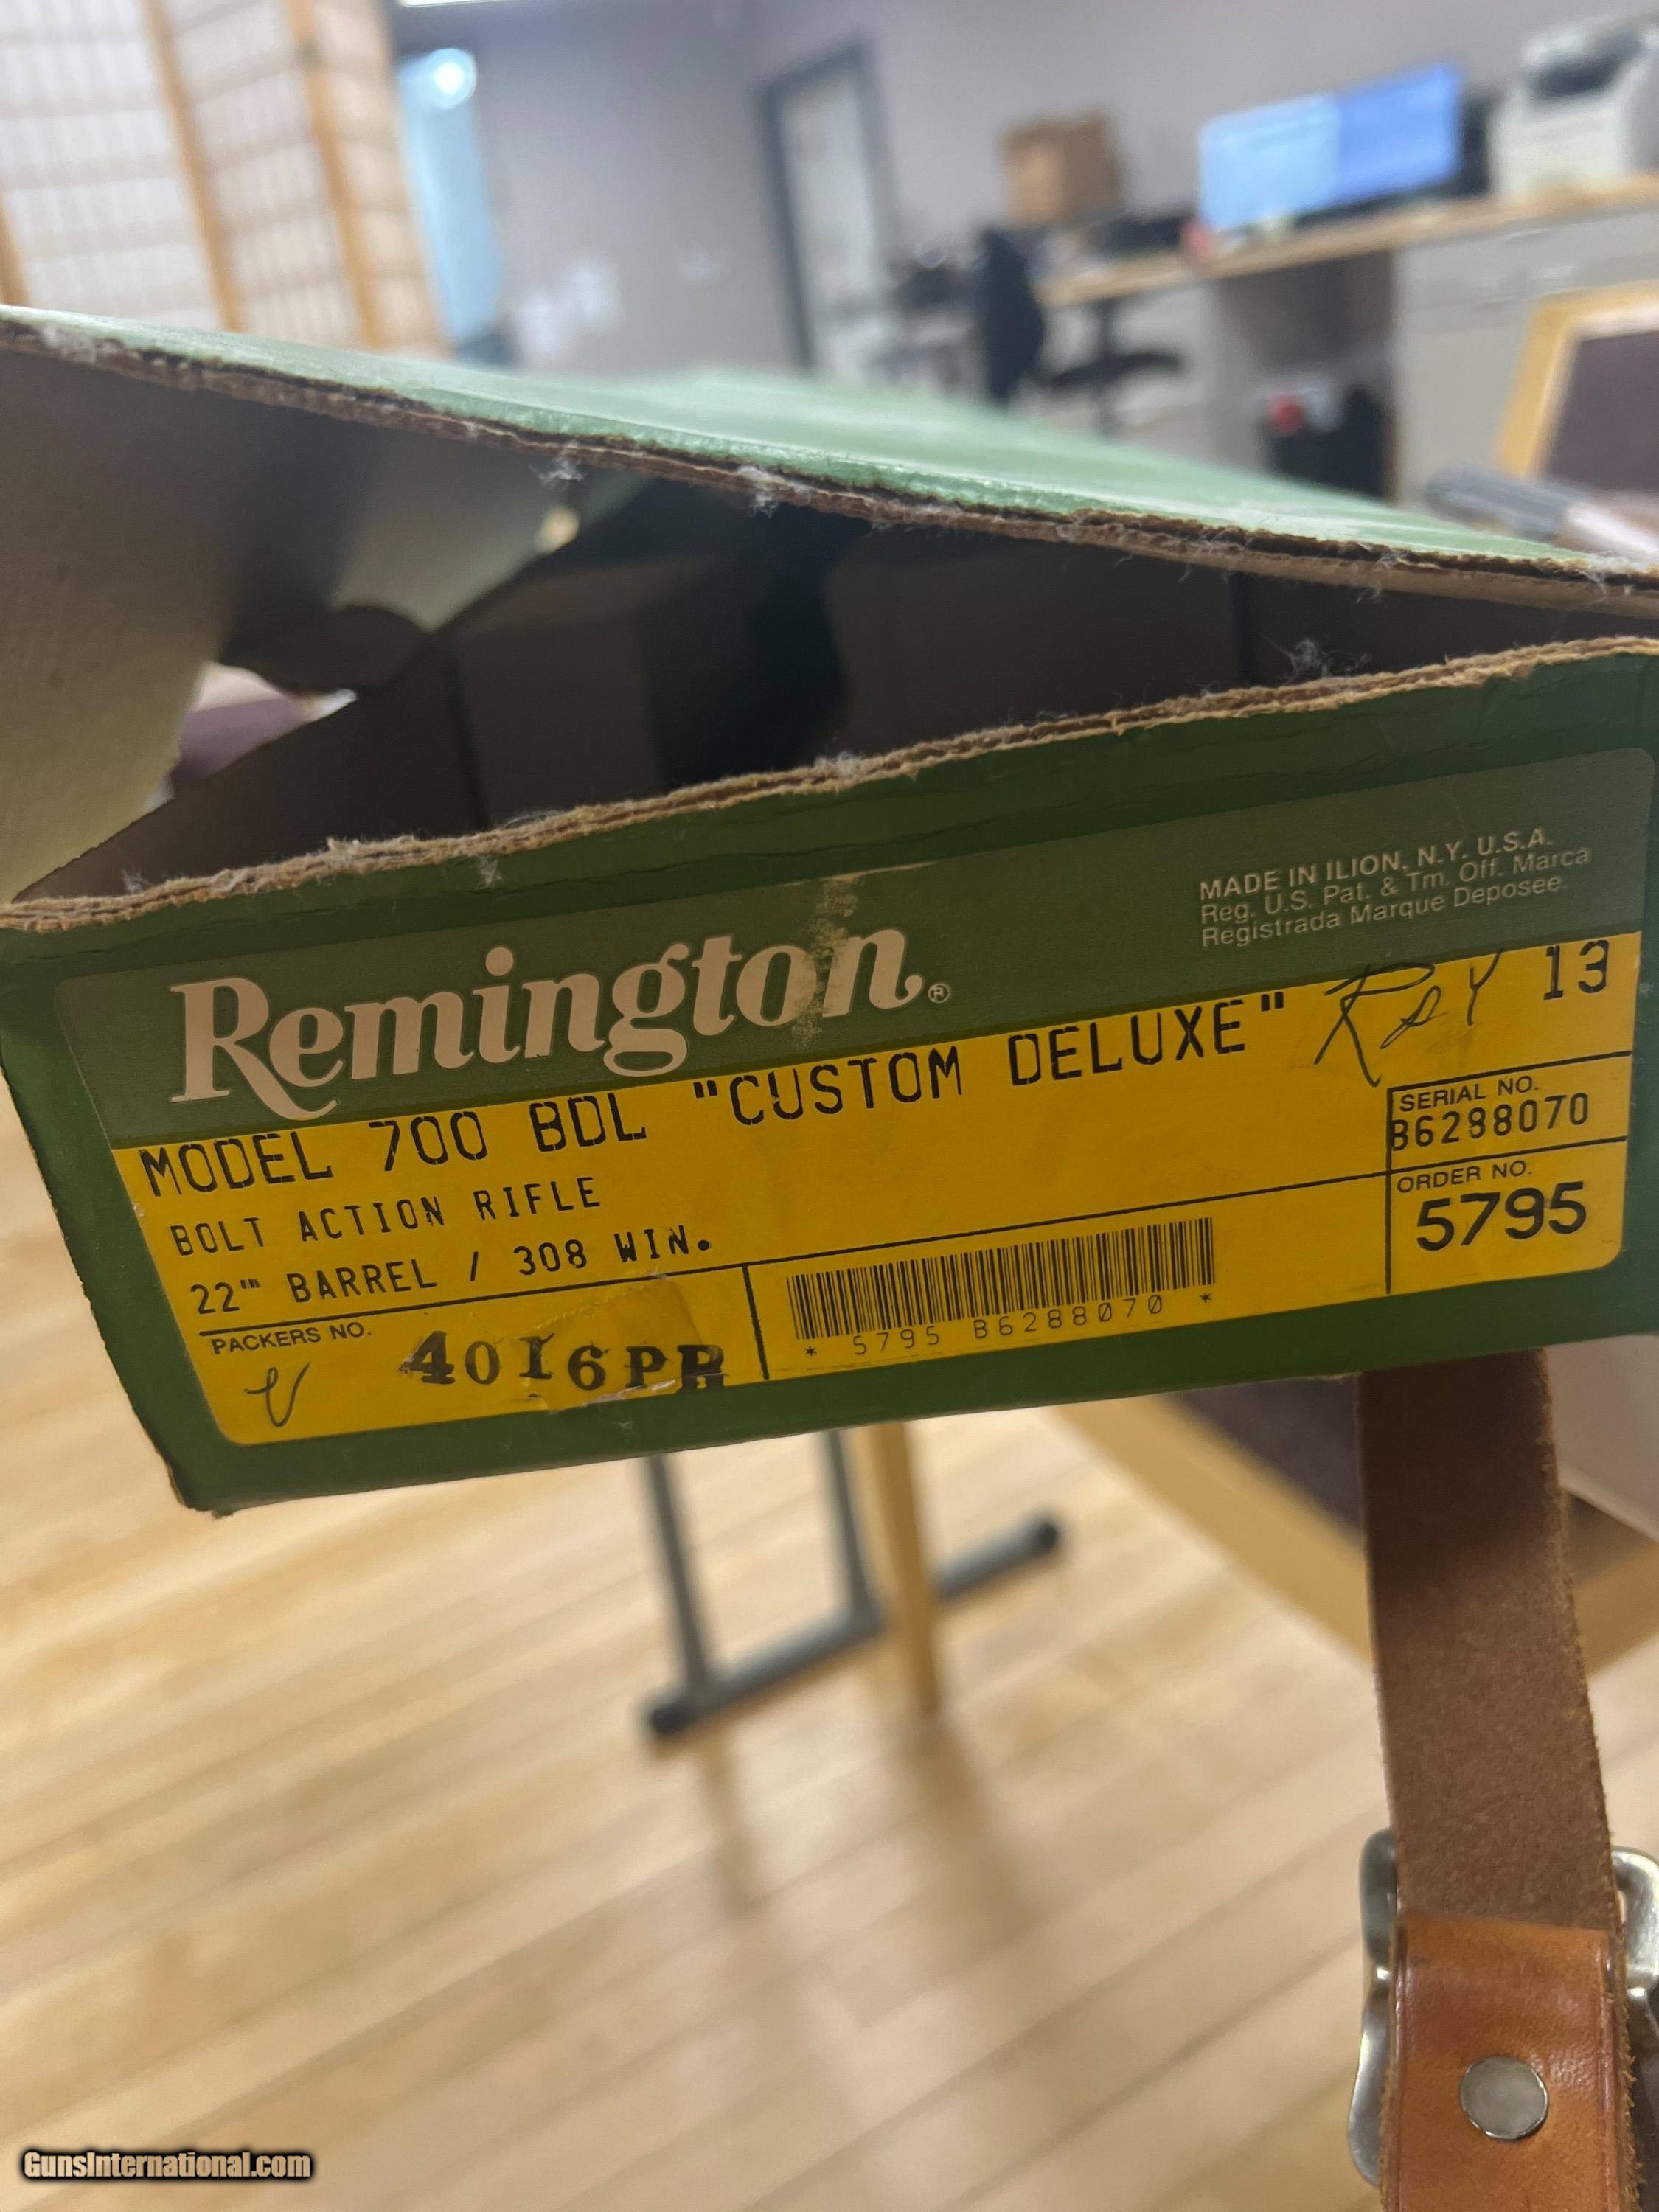 MADE IN ILION, N.Y. U.S.A.
Reg. U.S. Pat. & Tm. Off. Marca
Registrada Marque Deposee.
Remington®
MODEL 700 BDL "CUSTOM DELUXE" Ray 13
BOLT ACTION RIFLE
22"' BARREL / 308 WIN.
SERIAL NO.
B6288070
ORDER NO.
5795
PACKERS NO.
4016PR
* 5795 B6288070 *
GunsInternational.com